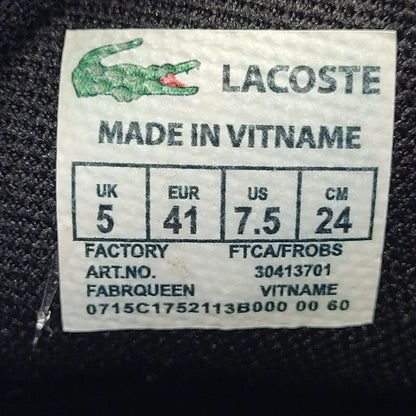 LACOSTE
MADE IN VITNAME
UK EUR US CM
5 41 7.5 24
FACTORY FTCA/FROBS
ART.NO. 30413701
FABRQUEEN VITNAME
0715C1752113B000 00 60